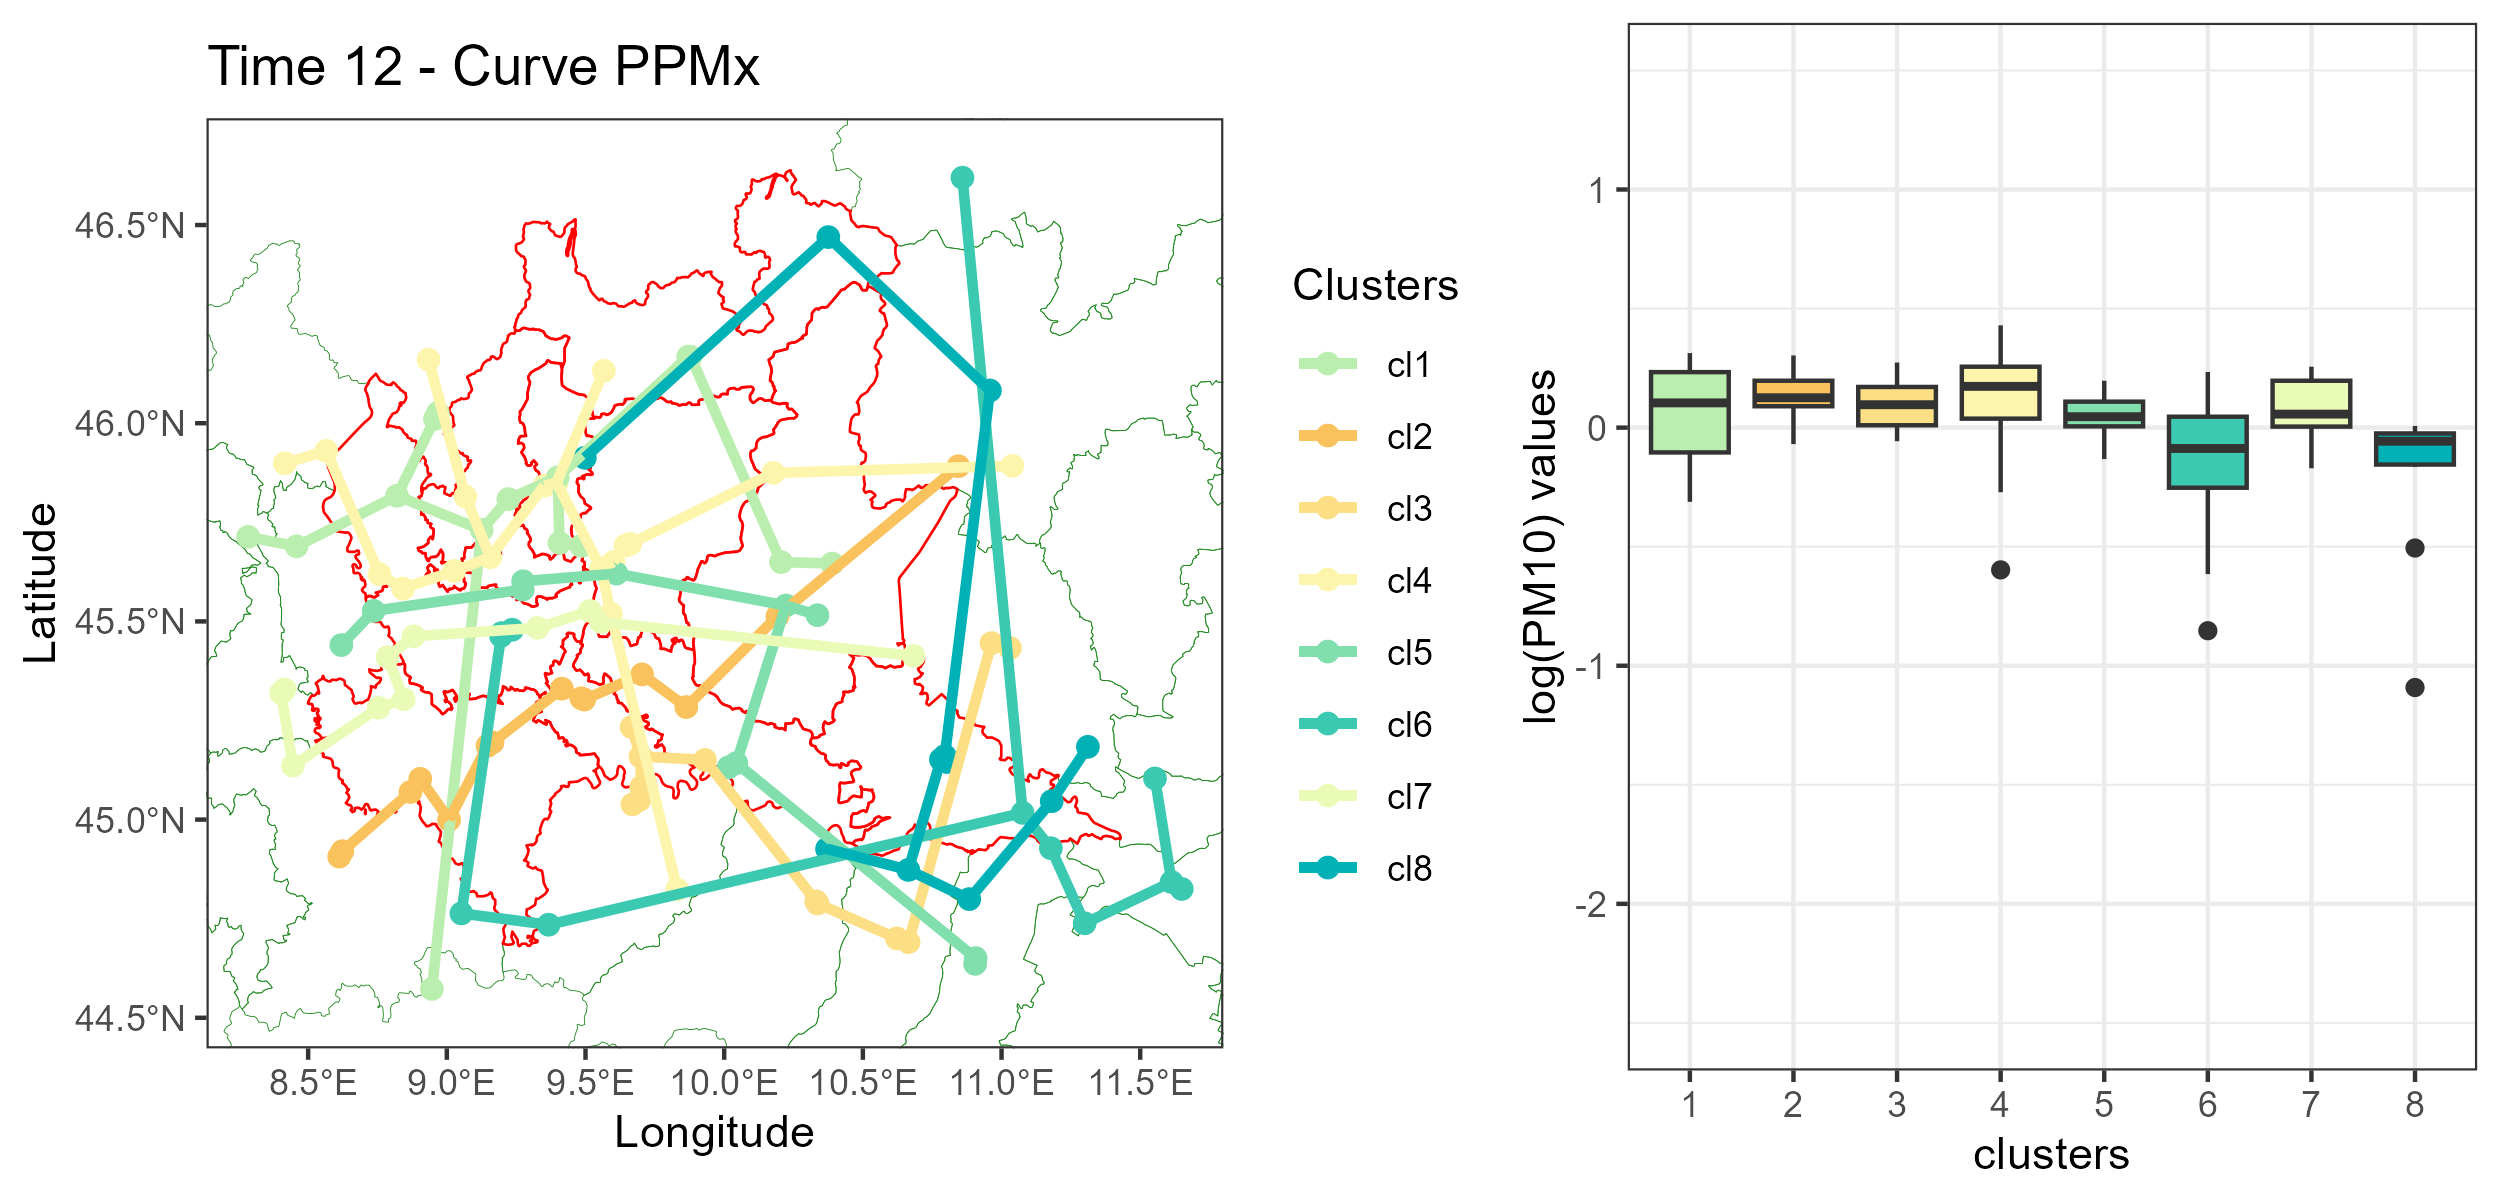 Time 12 - Curve PPMx
Latitude
46.5°N
46.0°N
45.5°N
45.0°N
44.5°N
8.5°E 9.0°E 9.5°E 10.0°E 10.5°E 11.0°E 11.5°E
Longitude
Clusters
cl1
cl2
cl3
cl4
cl5
cl6
cl7
cl8
log(PM10) values
1
0
-1
-2
1 2 3 4 5 6 7 8
clusters